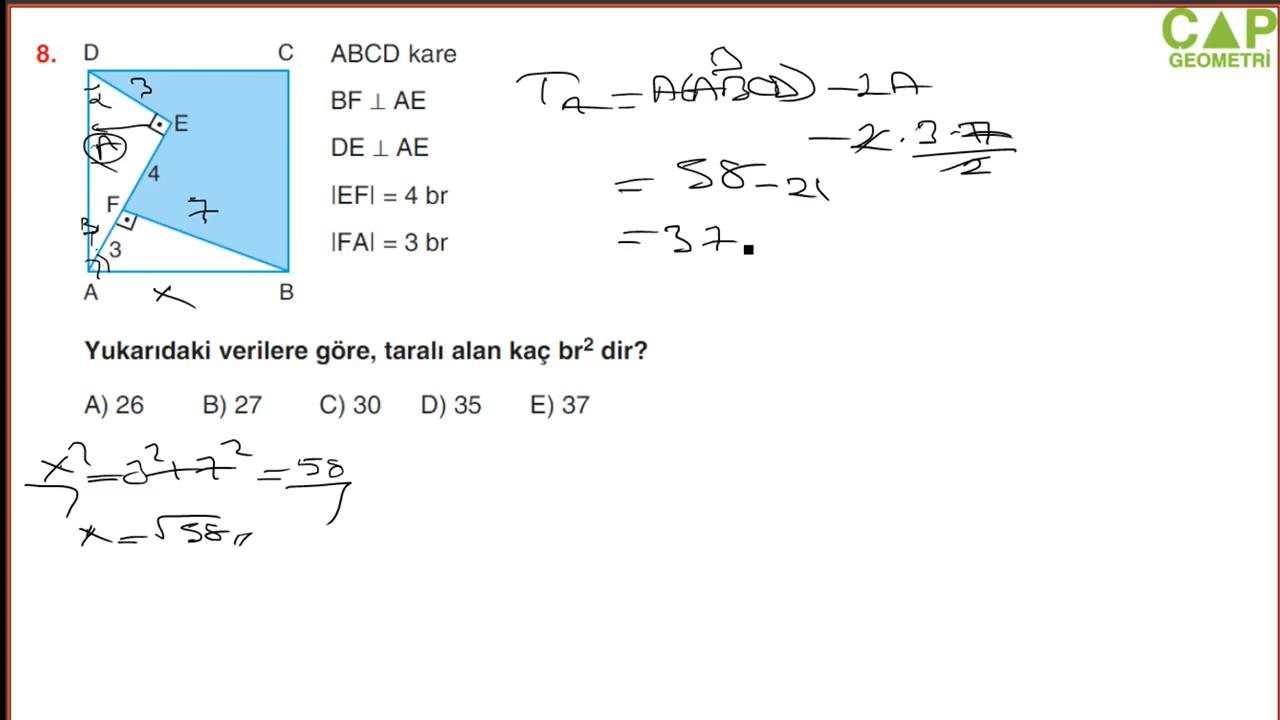 ÇAP
GEOMETRİ
8.
D
C
3
E
4
F
7
3
A
B
x
ABCD kare
BF ⊥ AE
DE ⊥ AE
|EF| = 4 br
|FA| = 3 br
= A(ABCD) - 2A
- 2 . 3 . 7
2
= 58 - 21
= 37
Yukarıdaki verilere göre, taralı alan kaç br² dir?
A) 26 B) 27 C) 30 D) 35 E) 37
x² = 3² + 7² = 58
x = √58